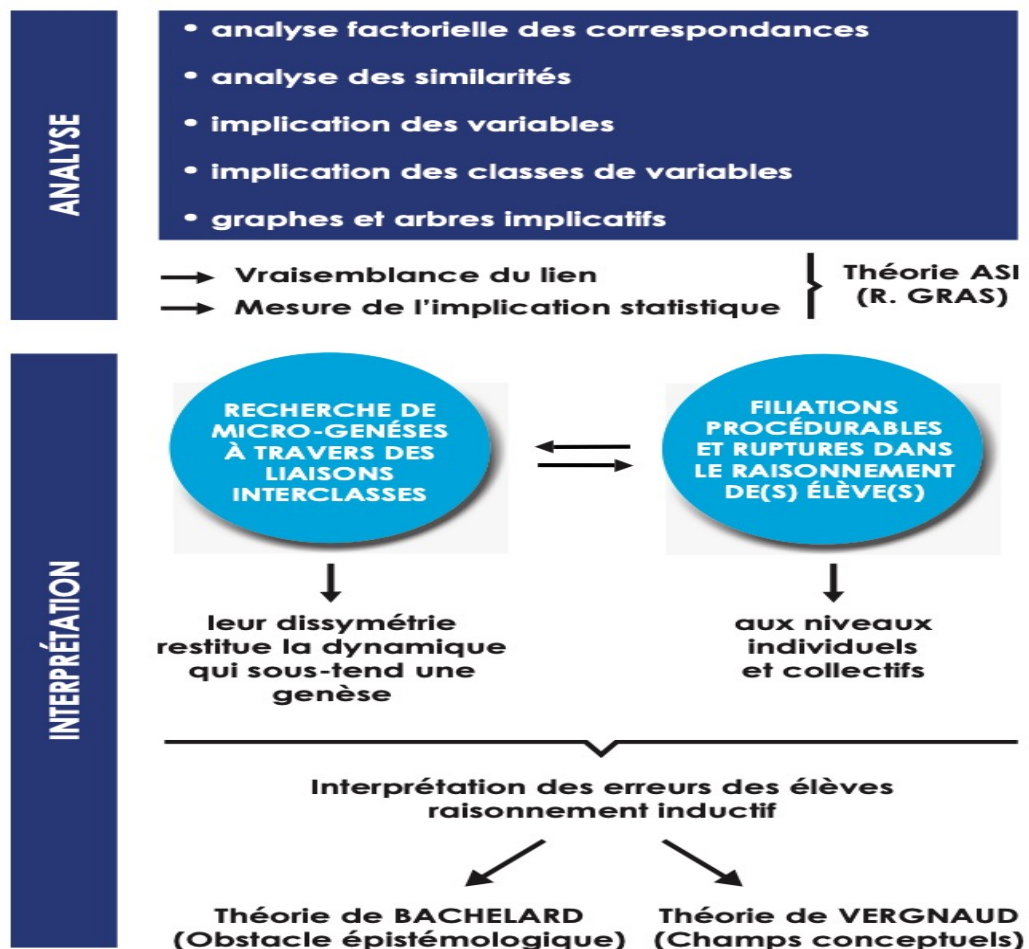 ANALYSE
• analyse factorielle des correspondances
• analyse des similarités
• implication des variables
• implication des classes de variables
• graphes et arbres implicatifs
Vraisemblance du lien
Mesure de l'implication statistique
Théorie ASI
(R. GRAS)
INTERPRÉTATION
RECHERCHE DE
MICRO-GENÉSES
À TRAVERS DES
LIAISONS
INTERCLASSES
FILIATIONS
PROCÉDURABLES
ET RUPTURES DANS
LE RAISONNEMENT
DE(S) ÉLÈVE(S)
leur dissymétrie
restitue la dynamique
qui sous-tend une
genèse
aux niveaux
individuels
et collectifs
Interprétation des erreurs des élèves
raisonnement inductif
Théorie de BACHELARD
(Obstacle épistémologique)
Théorie de VERGNAUD
(Champs conceptuels)